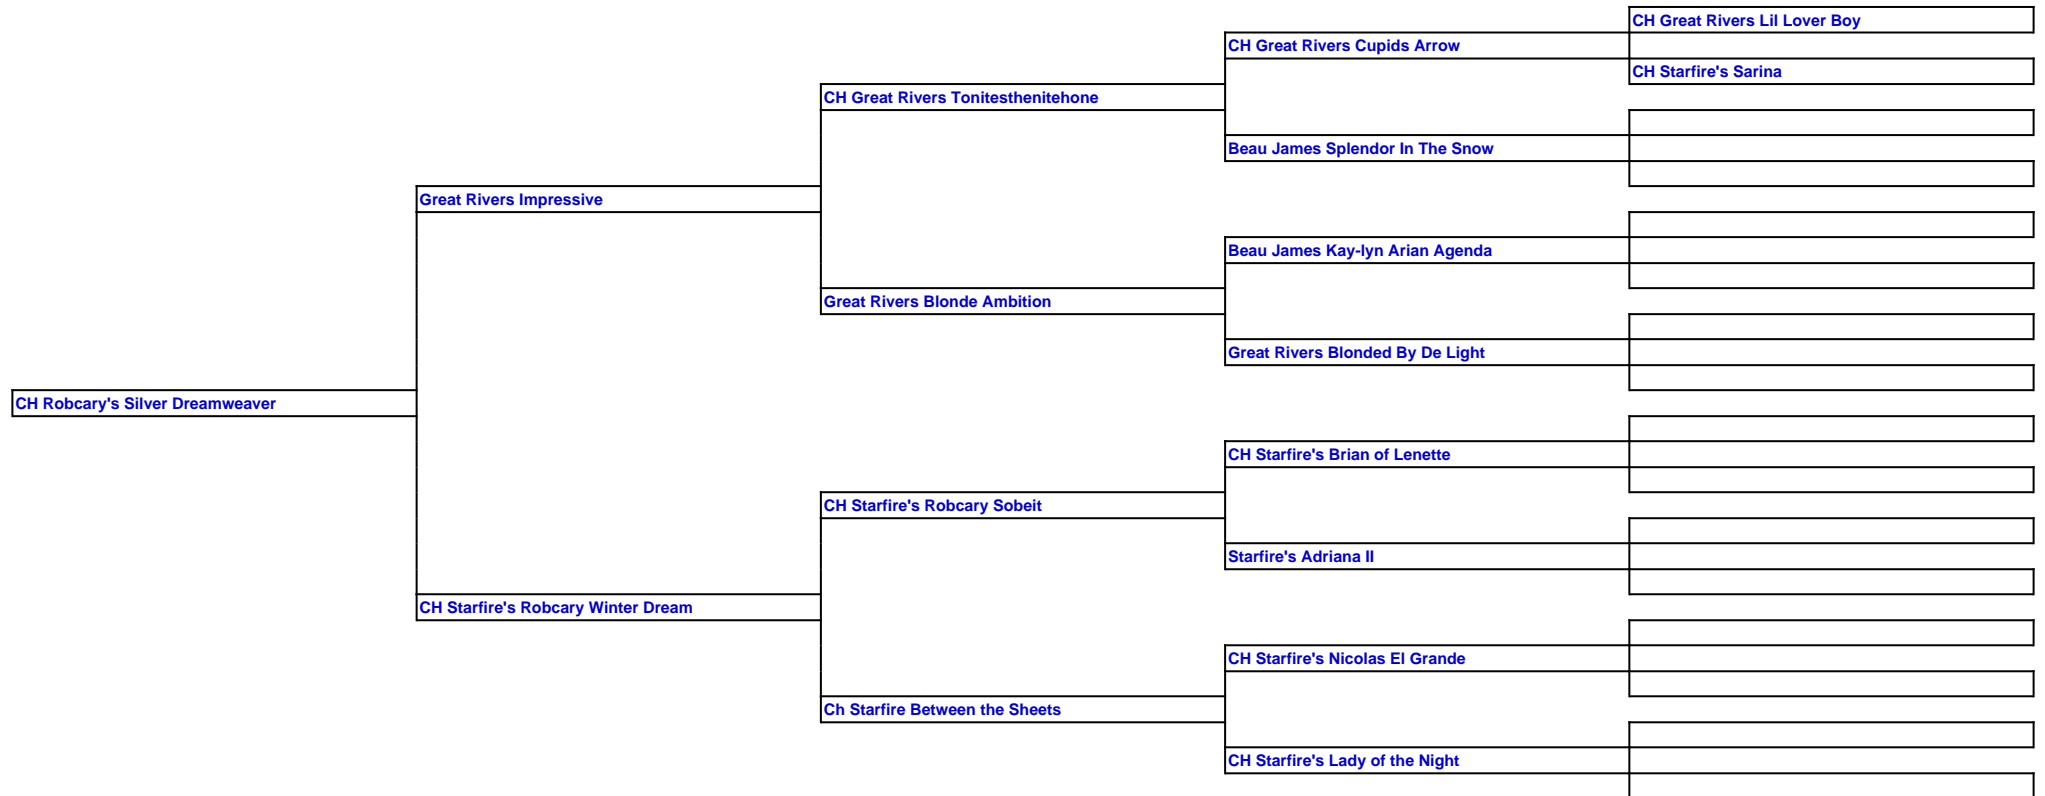 CH Great Rivers Lil Lover Boy
CH Great Rivers Cupids Arrow
CH Starfire's Sarina
CH Great Rivers Tonitesthenitehone
Beau James Splendor In The Snow
Great Rivers Impressive
Beau James Kay-lyn Arian Agenda
Great Rivers Blonde Ambition
Great Rivers Blonded By De Light
CH Robcary's Silver Dreamweaver
CH Starfire's Brian of Lenette
CH Starfire's Robcary Sobeit
Starfire's Adriana II
CH Starfire's Robcary Winter Dream
CH Starfire's Nicolas El Grande
Ch Starfire Between the Sheets
CH Starfire's Lady of the Night